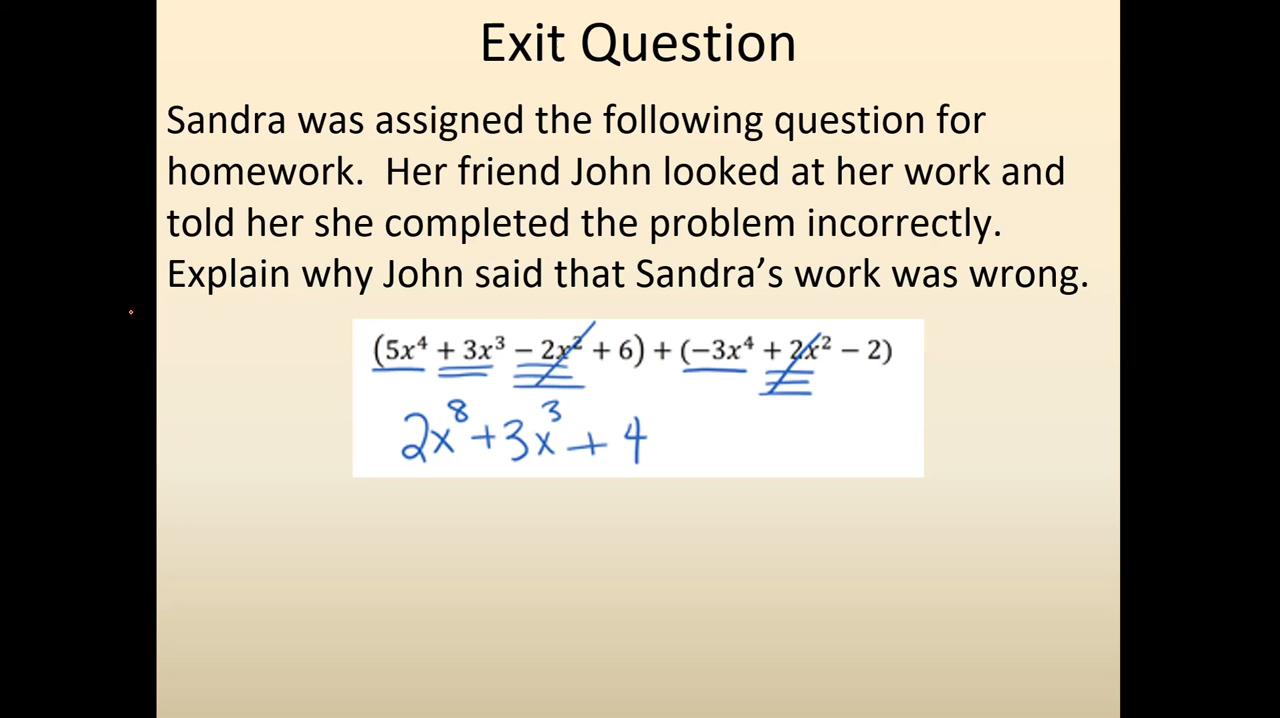 Exit Question
Sandra was assigned the following question for
homework.  Her friend John looked at her work and
told her she completed the problem incorrectly.
Explain why John said that Sandra’s work was wrong.
(5x⁴ + 3x³ − 2x² + 6) + (−3x⁴ + 2x² − 2)
2x⁸ + 3x³ + 4